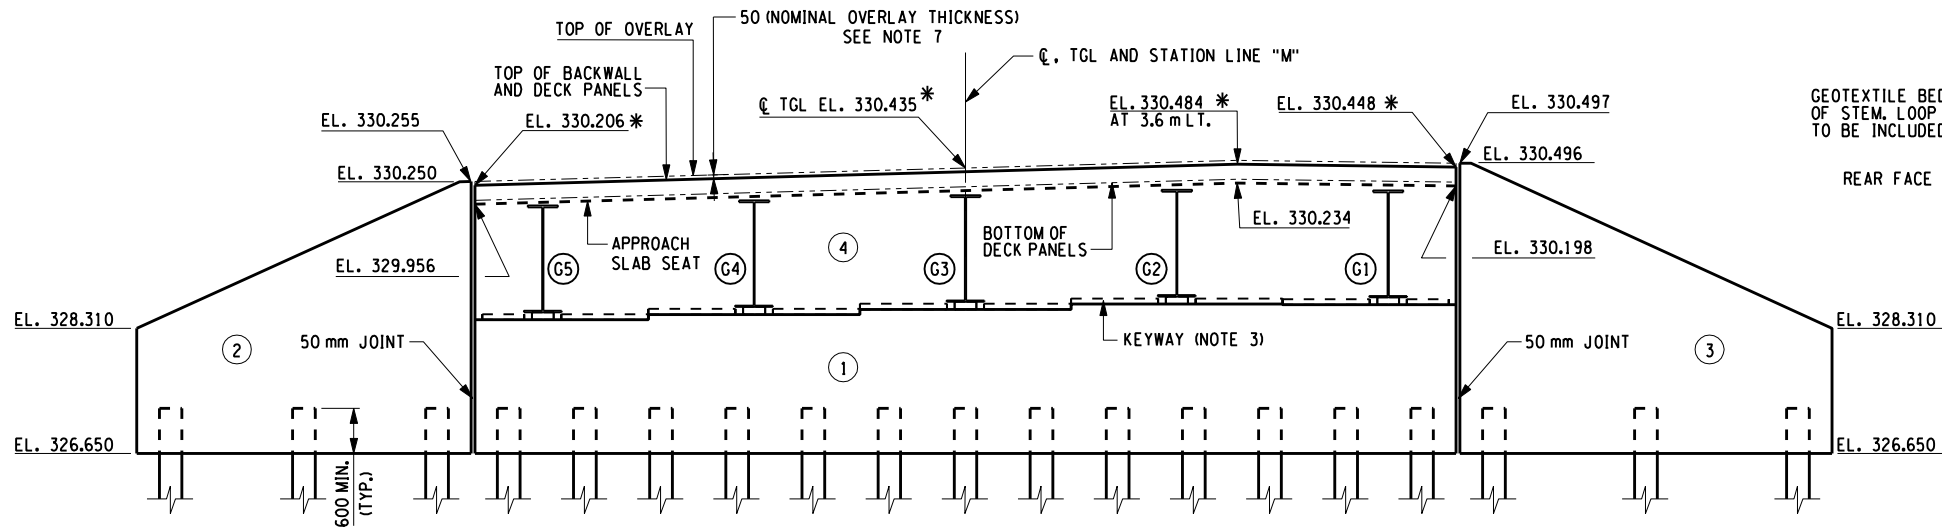 50 (NOMINAL OVERLAY THICKNESS)
SEE NOTE 7
TOP OF OVERLAY
℄, TGL AND STATION LINE "M"
TOP OF BACKWALL
AND DECK PANELS
℄ TGL EL. 330.435 *
EL. 330.484 *
AT 3.6 m LT.
EL. 330.448 *
EL. 330.497
GEOTEXTILE BED
OF STEM. LOOP
TO BE INCLUDED
EL. 330.255
EL. 330.206 *
EL. 330.250
EL. 330.496
REAR FACE
EL. 330.234
APPROACH
SLAB SEAT
4
BOTTOM OF
DECK PANELS
EL. 330.198
EL. 329.956
G5
G4
G3
G2
G1
EL. 328.310
EL. 328.310
2
50 mm JOINT
KEYWAY (NOTE 3)
50 mm JOINT
3
1
EL. 326.650
EL. 326.650
600 MIN.
(TYP.)